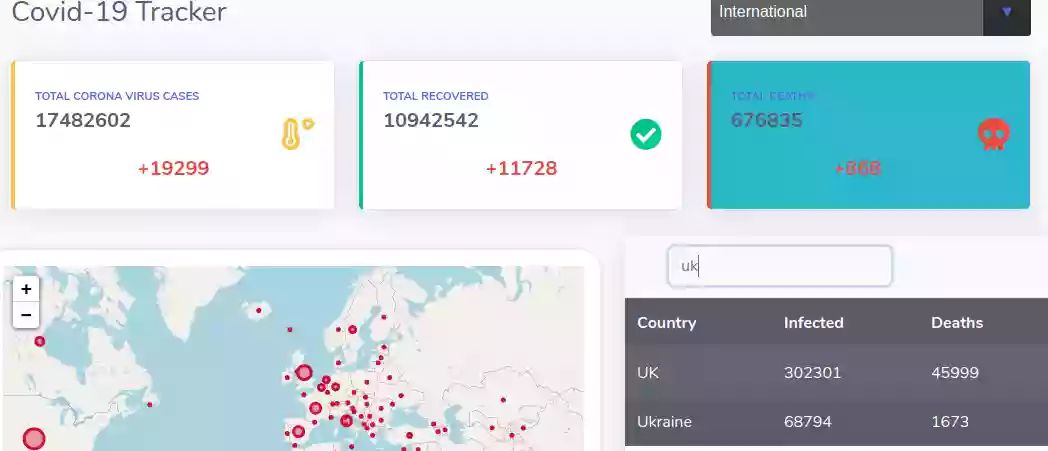 Covid-19 Tracker
International
TOTAL CORONA VIRUS CASES
17482602
+19299
TOTAL RECOVERED
10942542
+11728
TOTAL DEATHS
676835
+868
+
−
uk
Country Infected Deaths
UK 302301 45999
Ukraine 68794 1673